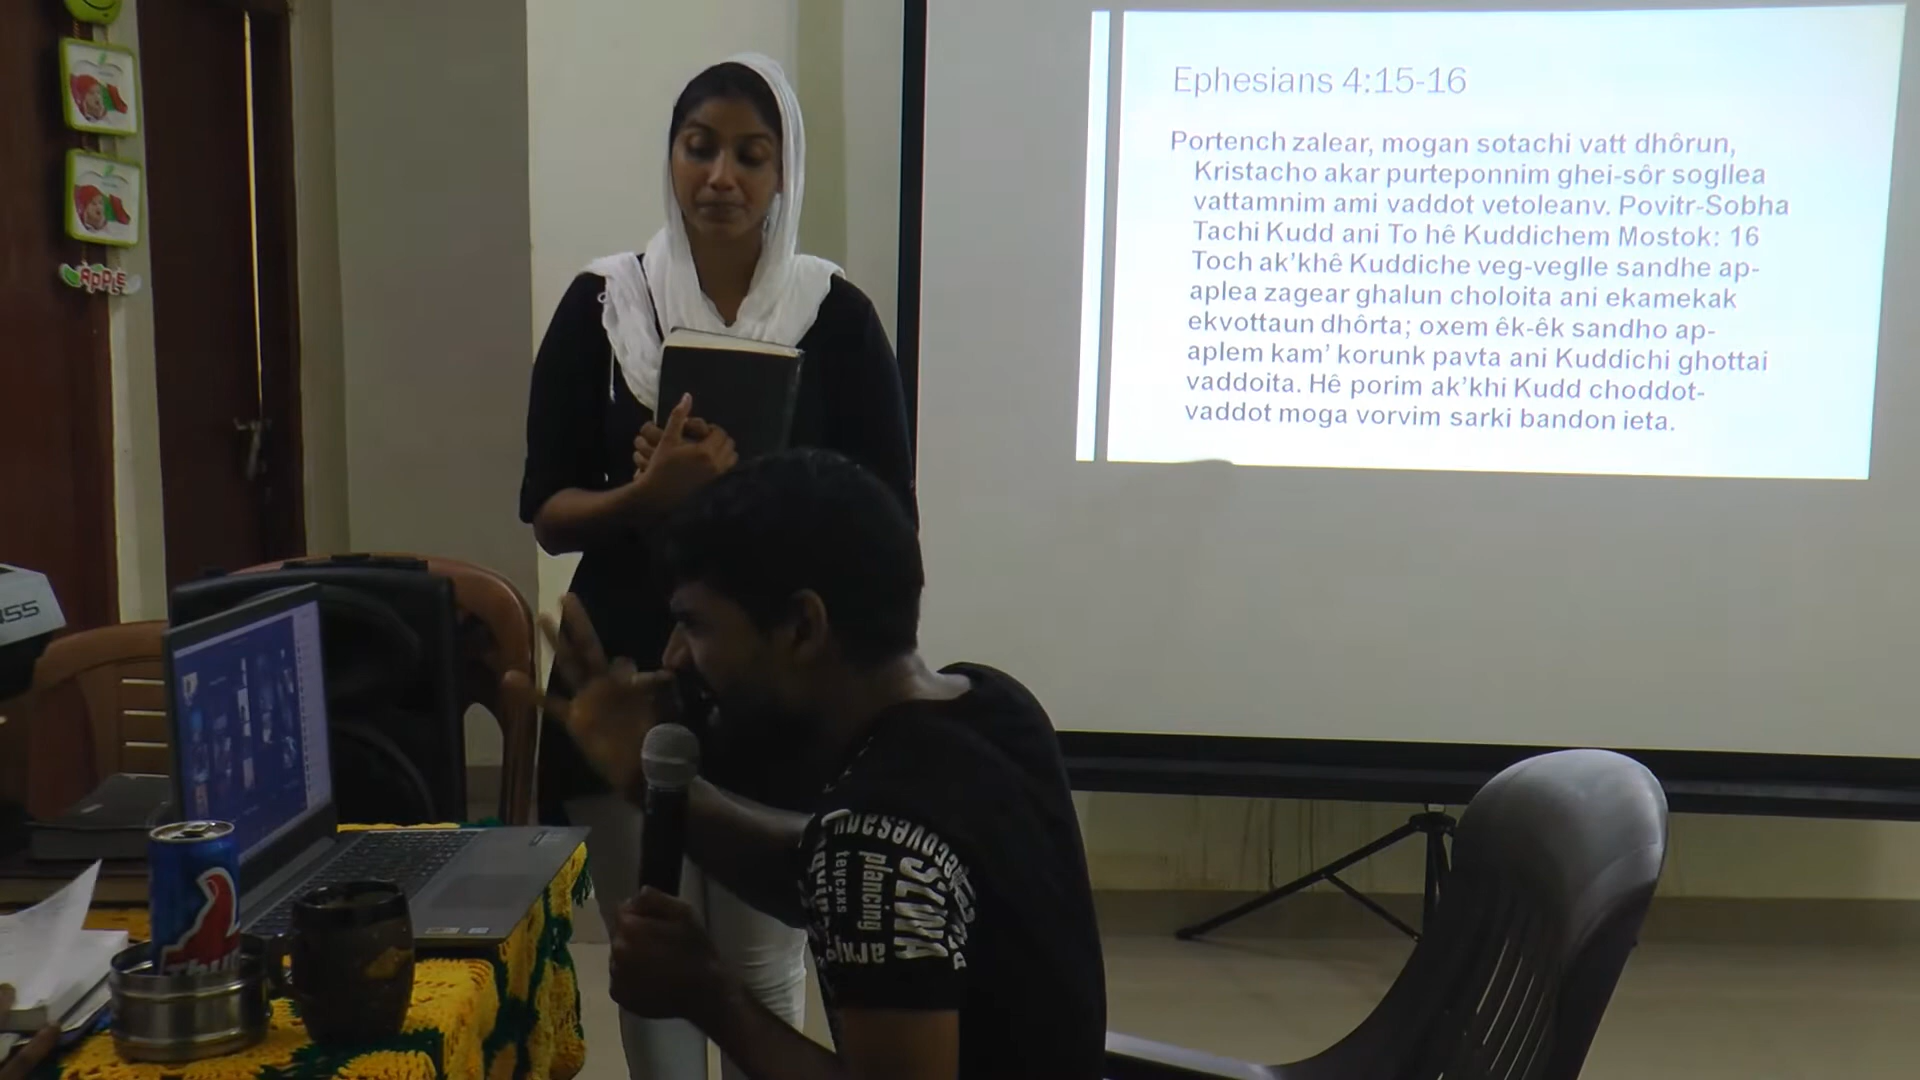 Ephesians 4:15-16
Portench zalear, mogan sotachi vatt dhôrun,
Kristacho akar purteponnim ghei-sôr sogllea
vattamnim ami vaddot vetoleanv. Povitr-Sobha
Tachi Kudd ani To hê Kuddichem Mostok: 16
Toch ak’khê Kuddiche veg-veglle sandhe ap-
aplea zagear ghalun choloita ani ekamekak
ekvottaun dhôrta; oxem êk-êk sandho ap-
aplem kam’ korunk pavta ani Kuddichi ghottai
vaddoita. Hê porim ak’khi Kudd choddot-
vaddot moga vorvim sarki bandon ieta.
APPLE
plancing